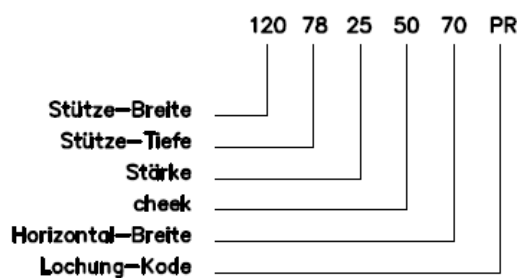 120 78 25 50 70 PR
Stütze-Breite
Stütze-Tiefe
Stärke
cheek
Horizontal-Breite
Lochung-Kode